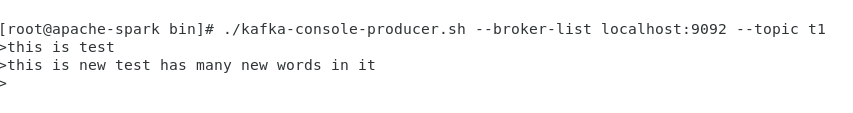 [root@apache-spark bin]# ./kafka-console-producer.sh --broker-list localhost:9092 --topic t1
>this is test
>this is new test has many new words in it
>